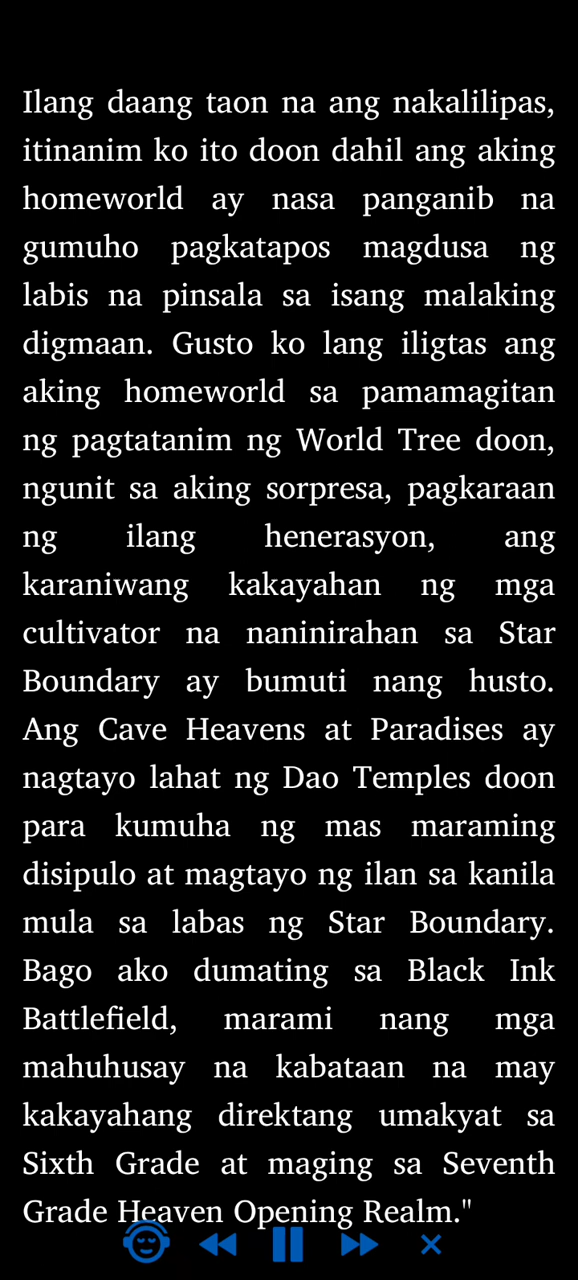 Ilang daang taon na ang nakalilipas,
itinanim ko ito doon dahil ang aking
homeworld ay nasa panganib na
gumuho pagkatapos magdusa ng
labis na pinsala sa isang malaking
digmaan. Gusto ko lang iligtas ang
aking homeworld sa pamamagitan
ng pagtatanim ng World Tree doon,
ngunit sa aking sorpresa, pagkaraan
ng ilang henerasyon, ang
karaniwang kakayahan ng mga
cultivator na naninirahan sa Star
Boundary ay bumuti nang husto.
Ang Cave Heavens at Paradises ay
nagtayo lahat ng Dao Temples doon
para kumuha ng mas maraming
disipulo at magtayo ng ilan sa kanila
mula sa labas ng Star Boundary.
Bago ako dumating sa Black Ink
Battlefield, marami nang mga
mahuhusay na kabataan na may
kakayahang direktang umakyat sa
Sixth Grade at maging sa Seventh
Grade Heaven Opening Realm."